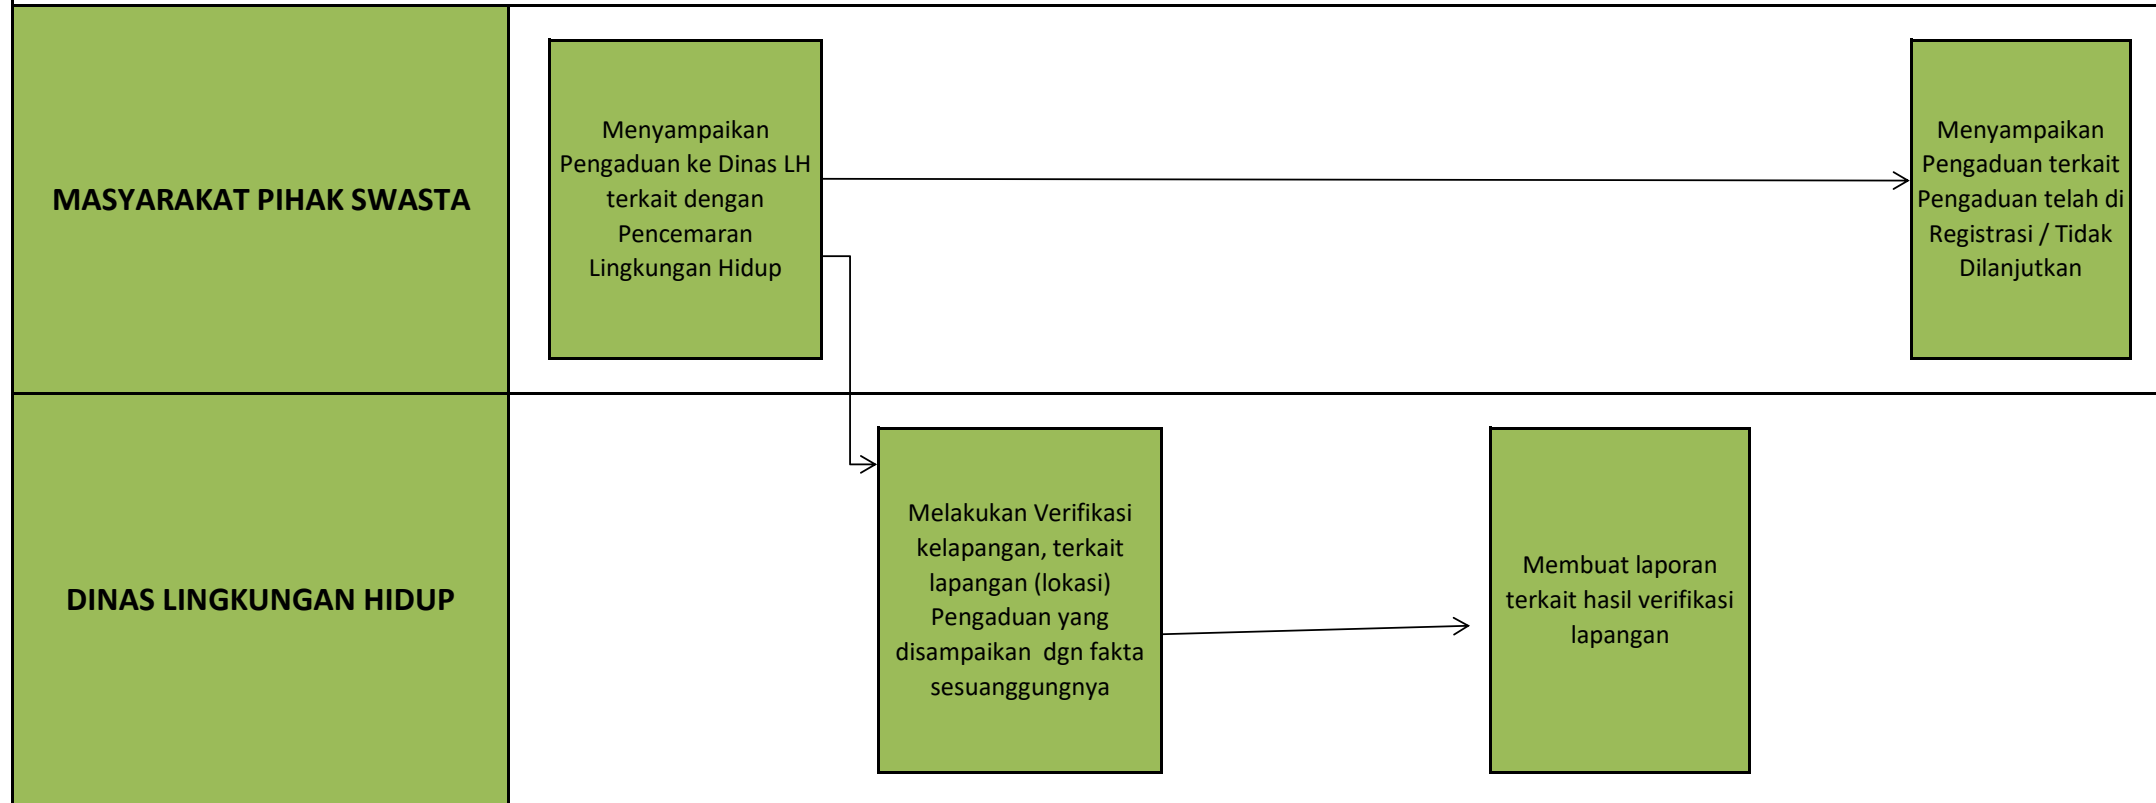 MASYARAKAT PIHAK SWASTA
Menyampaikan
Pengaduan ke Dinas LH
terkait dengan
Pencemaran
Lingkungan Hidup
Menyampaikan
Pengaduan terkait
Pengaduan telah di
Registrasi / Tidak
Dilanjutkan
DINAS LINGKUNGAN HIDUP
Melakukan Verifikasi
kelapangan, terkait
lapangan (lokasi)
Pengaduan yang
disampaikan  dgn fakta
sesuanggungnya
Membuat laporan
terkait hasil verifikasi
lapangan